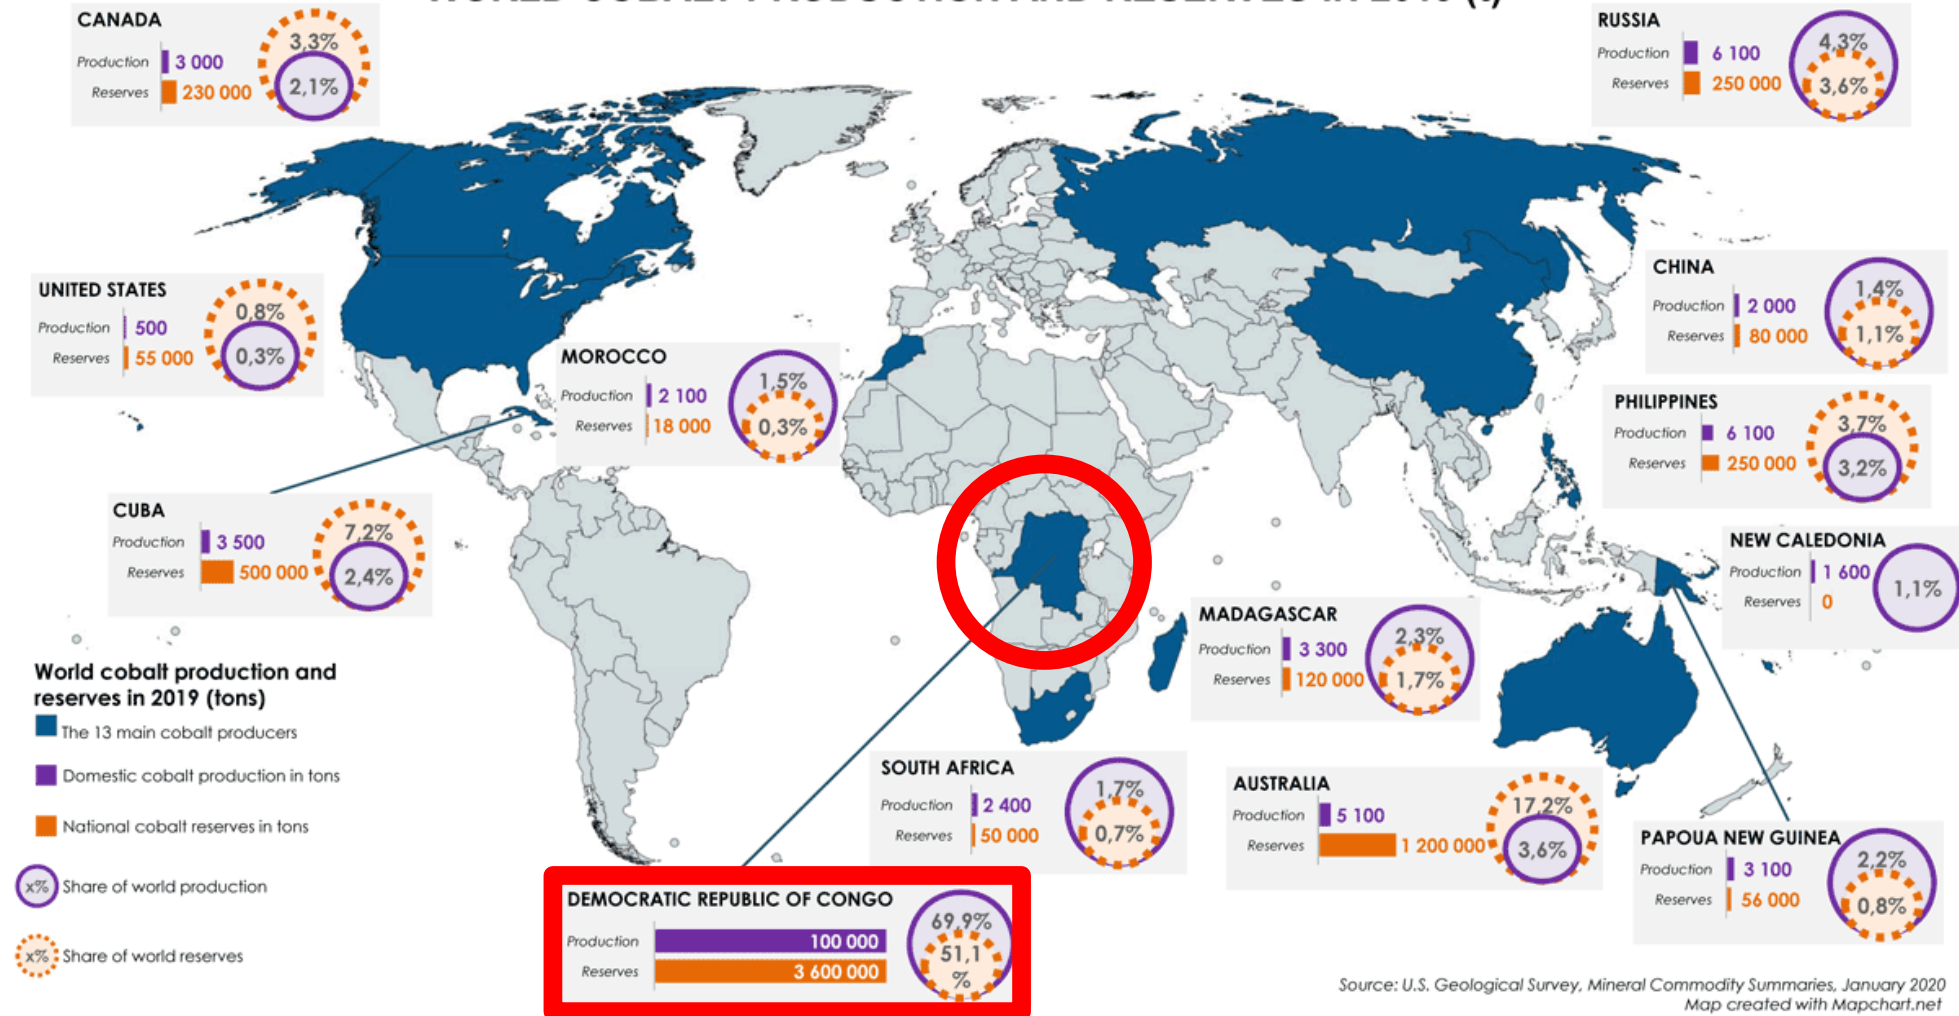 WORLD COBALT PRODUCTION AND RESERVES IN 2019 (t)
CANADA
3,3%
Production 3 000
Reserves 230 000
2,1%
RUSSIA
4,3%
Production 6 100
Reserves 250 000
3,6%
UNITED STATES
0,8%
Production 500
Reserves 55 000
0,3%
CHINA
1,4%
Production 2 000
Reserves 80 000
1,1%
MOROCCO
1,5%
Production 2 100
Reserves 18 000
0,3%
PHILIPPINES
3,7%
Production 6 100
Reserves 250 000
3,2%
CUBA
7,2%
Production 3 500
Reserves 500 000
2,4%
NEW CALEDONIA
Production 1 600
Reserves 0
1,1%
MADAGASCAR
2,3%
Production 3 300
Reserves 120 000
1,7%
World cobalt production and
reserves in 2019 (tons)
The 13 main cobalt producers
Domestic cobalt production in tons
National cobalt reserves in tons
x% Share of world production
x% Share of world reserves
SOUTH AFRICA
1,7%
Production 2 400
Reserves 50 000
0,7%
AUSTRALIA
17,2%
Production 5 100
Reserves 1 200 000
3,6%
PAPOUA NEW GUINEA
2,2%
Production 3 100
Reserves 56 000
0,8%
DEMOCRATIC REPUBLIC OF CONGO
69,9%
Production 100 000
Reserves 3 600 000
51,1
%
Source: U.S. Geological Survey, Mineral Commodity Summaries, January 2020
Map created with Mapchart.net